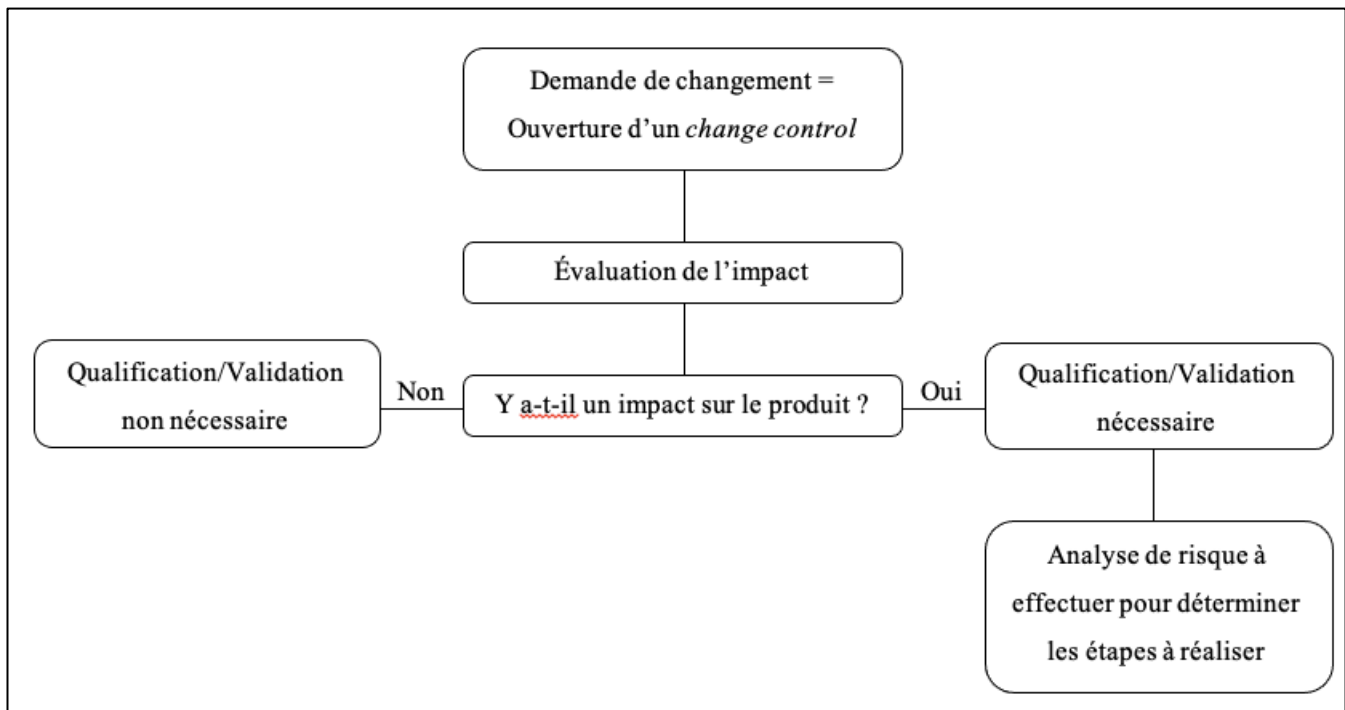 Demande de changement =
Ouverture d’un change control
Évaluation de l’impact
Qualification/Validation
non nécessaire
Non
Y a-t-il un impact sur le produit ?
Oui
Qualification/Validation
nécessaire
Analyse de risque à
effectuer pour déterminer
les étapes à réaliser